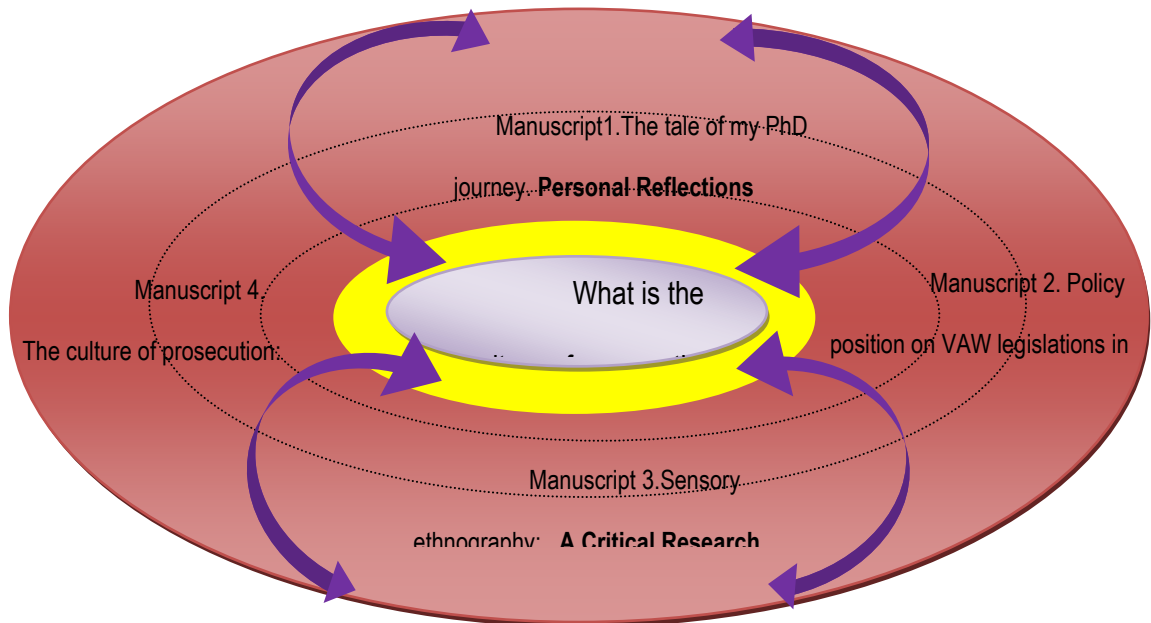 Manuscript1.The tale of my PhD
journey. **Personal Reflections**
Manuscript 4.
The culture of prosecution:
What is the
Manuscript 2. Policy
position on VAW legislations in
Manuscript 3.Sensory
ethnography: **A Critical Research**